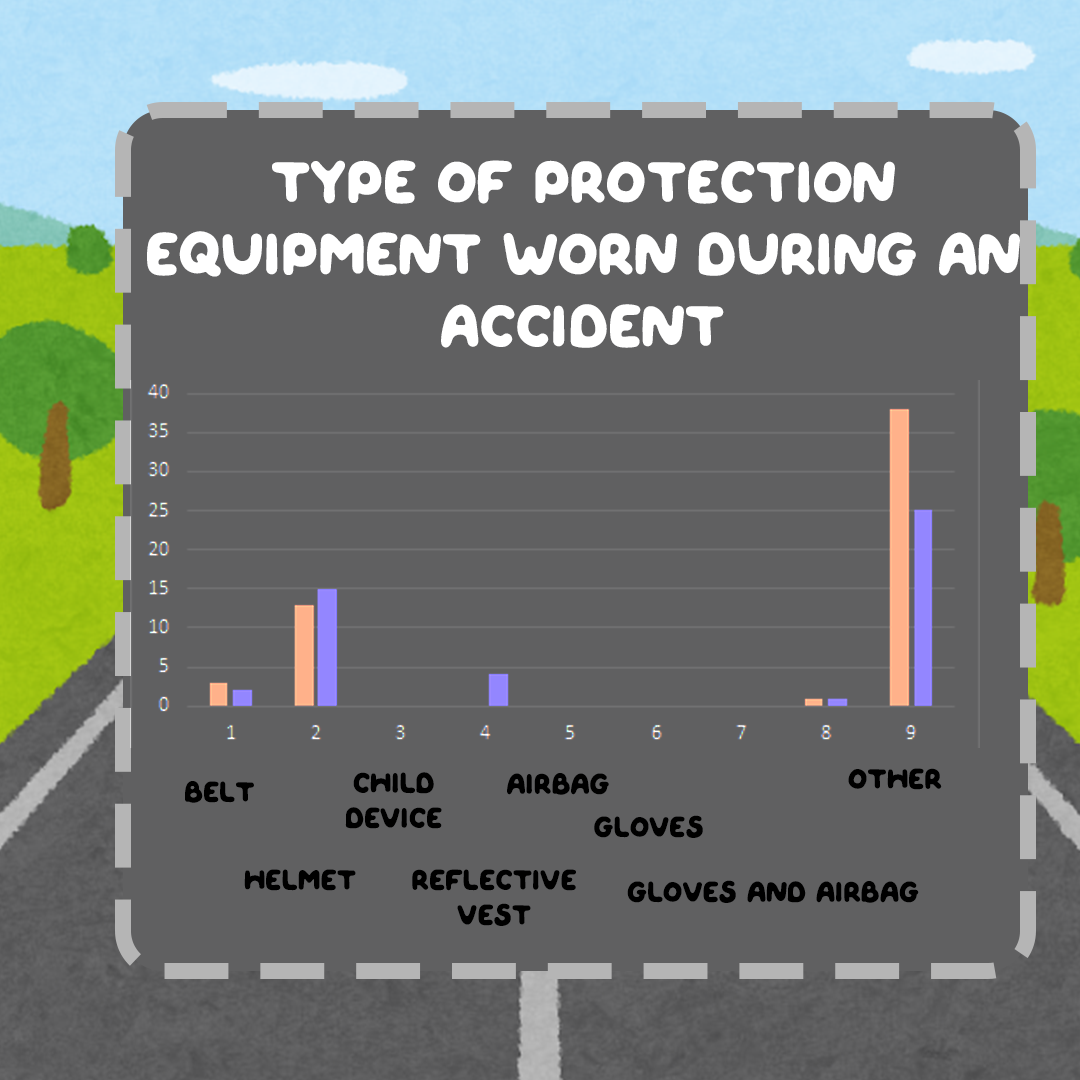 TYPE OF PROTECTION
EQUIPMENT WORN DURING AN
ACCIDENT
40
35
30
25
20
15
10
5
0
1 2 3 4 5 6 7 8 9
BELT
CHILD
DEVICE
AIRBAG
OTHER
GLOVES
HELMET
REFLECTIVE
VEST
GLOVES AND AIRBAG